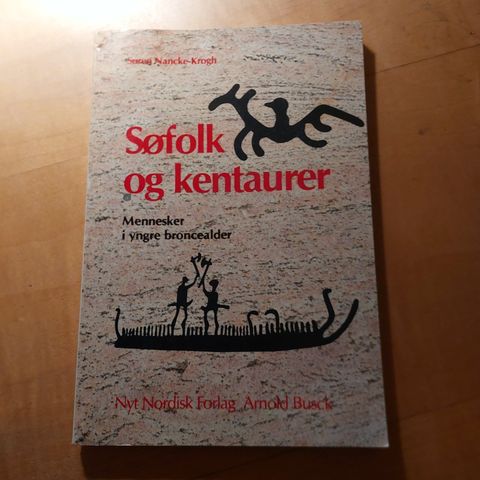 Søren Nancke-Krogh
Søfolk
og kentaurer
Mennesker
i yngre broncealder
Nyt Nordisk Forlag Arnold Busck